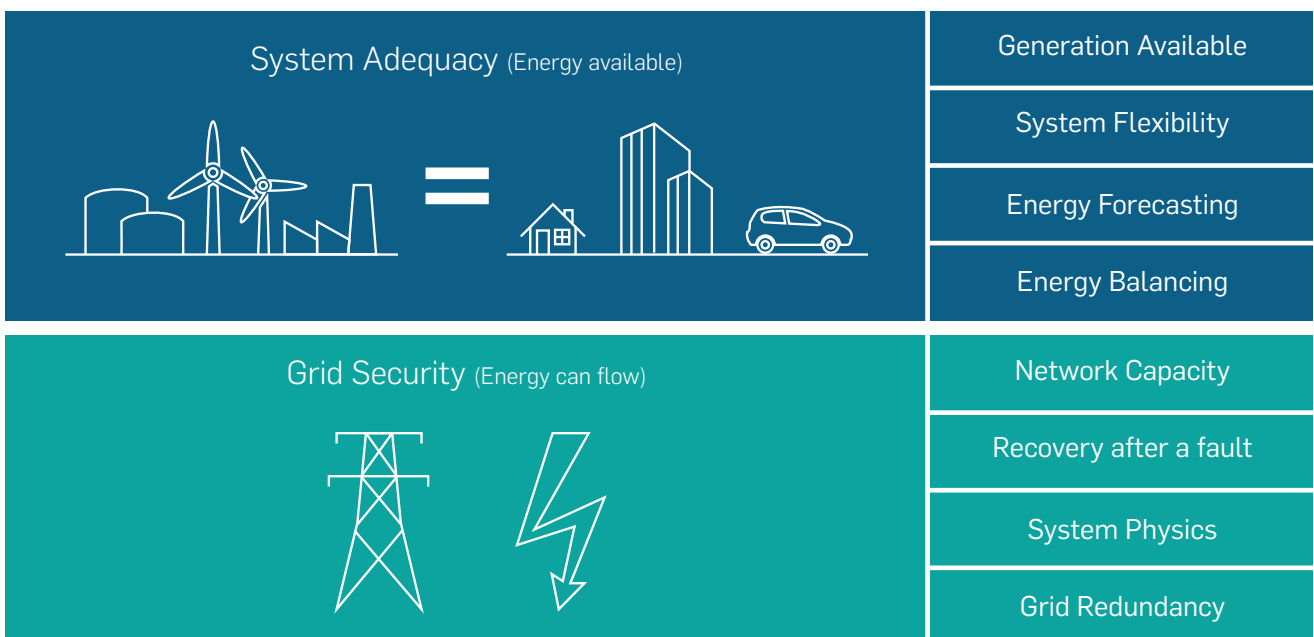 System Adequacy (Energy available)
Generation Available
System Flexibility
Energy Forecasting
Energy Balancing
Grid Security (Energy can flow)
Network Capacity
Recovery after a fault
System Physics
Grid Redundancy